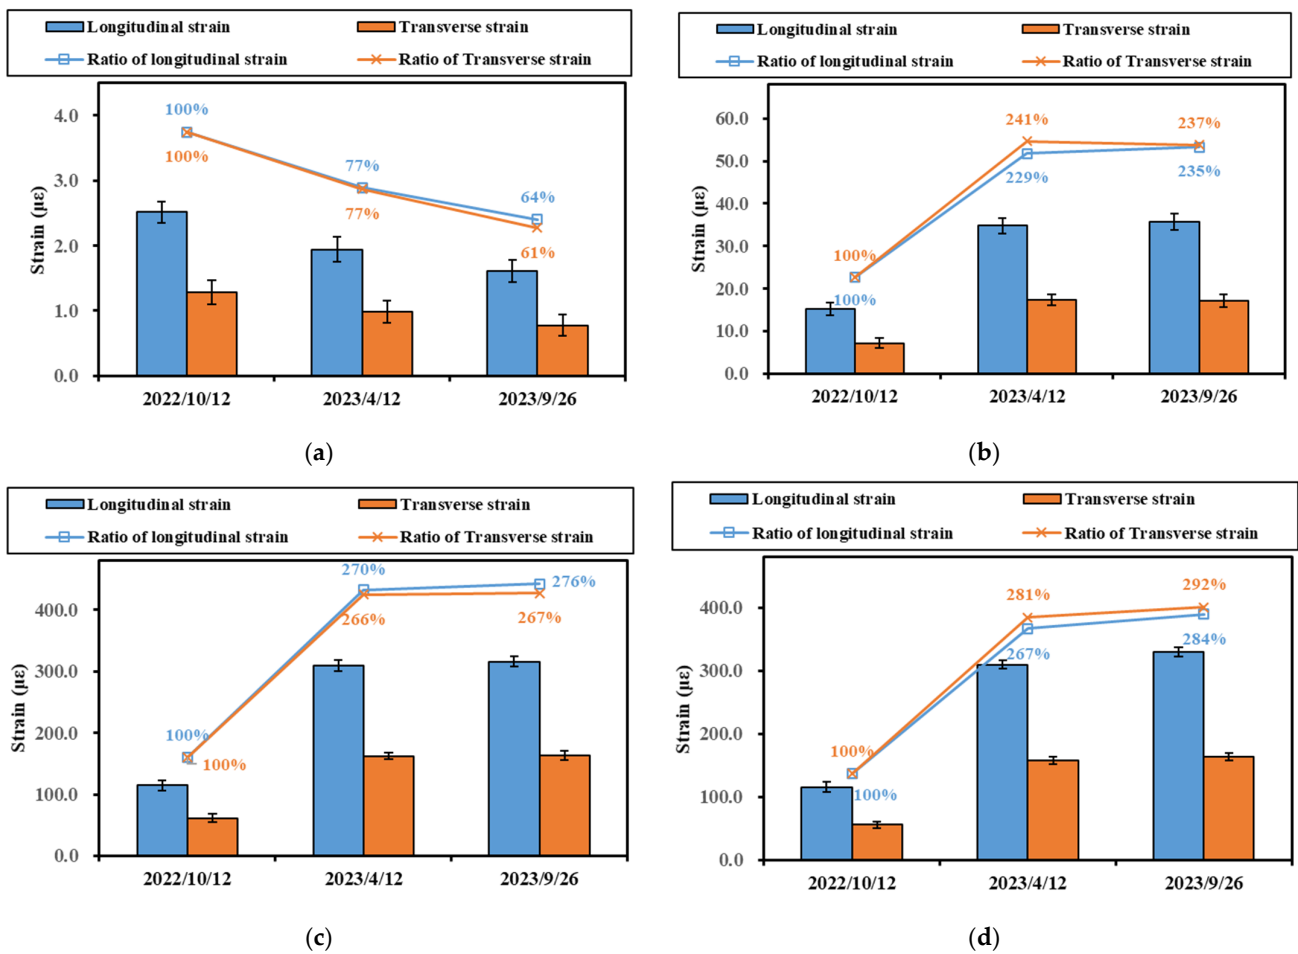 Longitudinal strain Transverse strain
Ratio of longitudinal strain Ratio of Transverse strain
Strain (με)
4.0
3.0
2.0
1.0
0.0
100%
100%
77%
77%
64%
61%
2022/10/12 2023/4/12 2023/9/26
(a)
Longitudinal strain Transverse strain
Ratio of longitudinal strain Ratio of Transverse strain
Strain (με)
60.0
50.0
40.0
30.0
20.0
10.0
0.0
100%
100%
241%
229%
237%
235%
2022/10/12 2023/4/12 2023/9/26
(b)
Longitudinal strain Transverse strain
Ratio of longitudinal strain Ratio of Transverse strain
Strain (με)
400.0
300.0
200.0
100.0
0.0
100%
100%
270%
266%
276%
267%
2022/10/12 2023/4/12 2023/9/26
(c)
Longitudinal strain Transverse strain
Ratio of longitudinal strain Ratio of Transverse strain
Strain (με)
400.0
300.0
200.0
100.0
0.0
100%
100%
281%
267%
292%
284%
2022/10/12 2023/4/12 2023/9/26
(d)